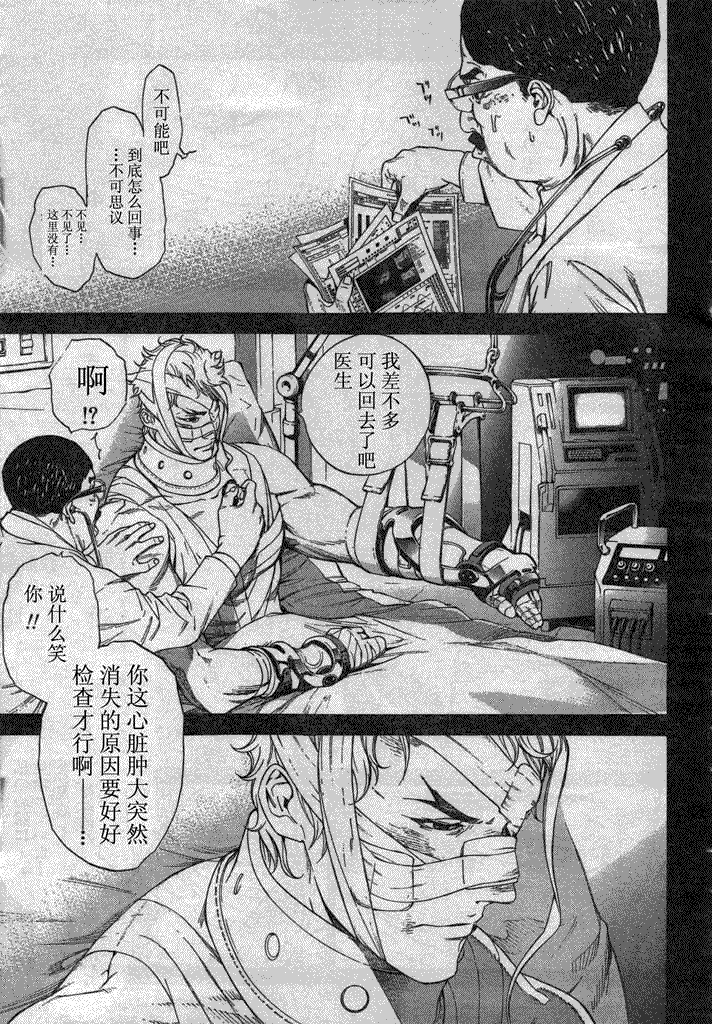 不可能吧
到底怎么回事…
…不可思议
不见…
不见了…
这里没有…
我差不多
可以回去了吧
医生
啊
!?
说什么笑
你!!
你这心脏肿大突然
消失的原因要好好
检查才行啊——……